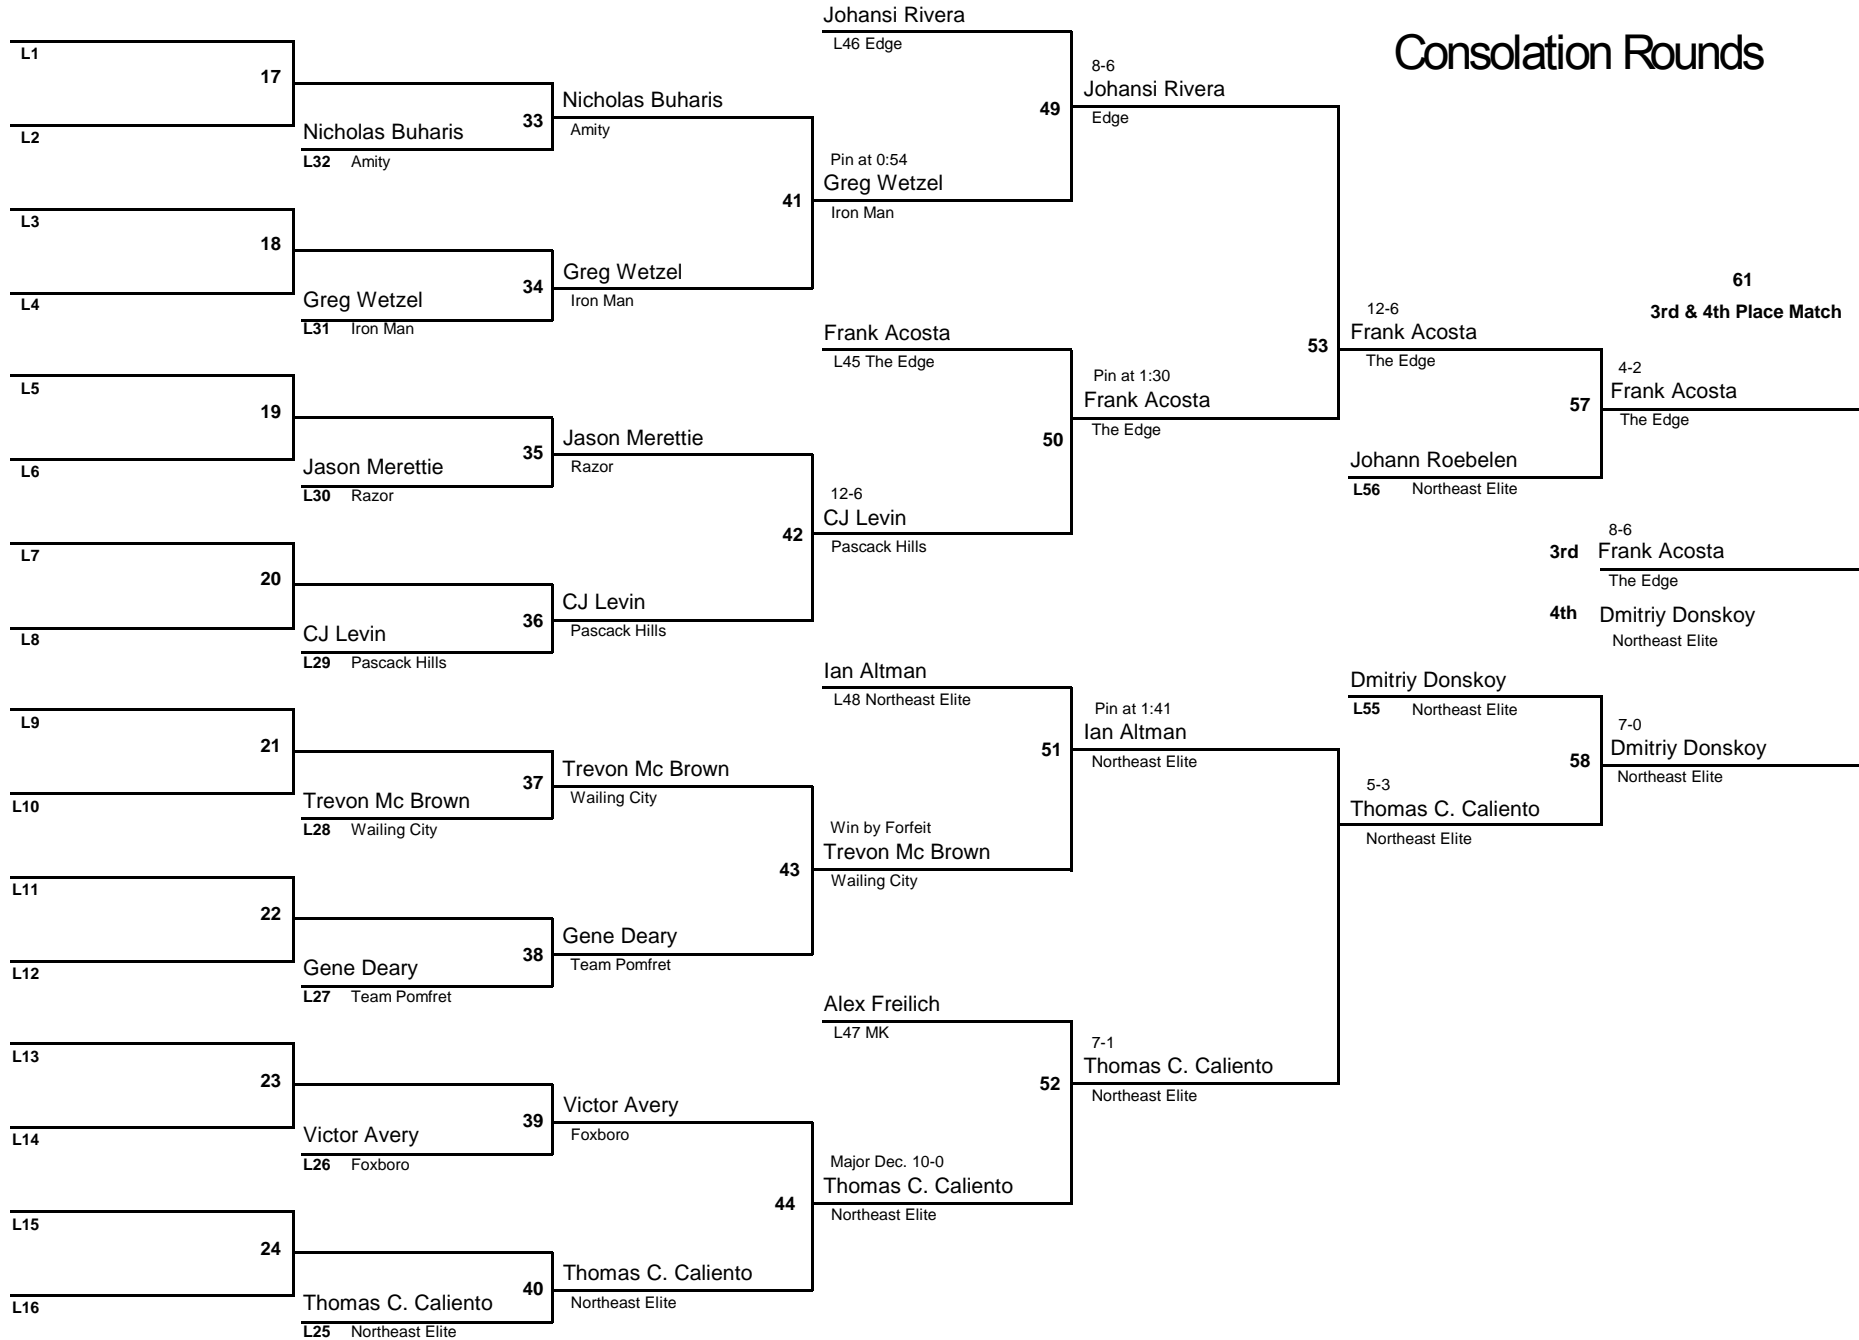 Consolation Rounds
L1
17
L2
Nicholas Buharis
L32 Amity
33
L3
18
L4
Greg Wetzel
L31 Iron Man
34
L5
19
L6
Jason Merettie
L30 Razor
35
L7
20
L8
CJ Levin
L29 Pascack Hills
36
L9
21
L10
Trevon Mc Brown
L28 Wailing City
37
L11
22
L12
Gene Deary
L27 Team Pomfret
38
L13
23
L14
Victor Avery
L26 Foxboro
39
L15
24
L16
Thomas C. Caliento
L25 Northeast Elite
40
Nicholas Buharis
Amity
41
Greg Wetzel
Iron Man
Jason Merettie
Razor
42
CJ Levin
Pascack Hills
Trevon Mc Brown
Wailing City
43
Gene Deary
Team Pomfret
Victor Avery
Foxboro
44
Thomas C. Caliento
Northeast Elite
Johansi Rivera
L46 Edge
49
Pin at 0:54
Greg Wetzel
Iron Man
Frank Acosta
L45 The Edge
50
12-6
CJ Levin
Pascack Hills
Ian Altman
L48 Northeast Elite
51
Win by Forfeit
Trevon Mc Brown
Wailing City
Alex Freilich
L47 MK
52
Major Dec. 10-0
Thomas C. Caliento
Northeast Elite
8-6
Johansi Rivera
Edge
53
Pin at 1:30
Frank Acosta
The Edge
Pin at 1:41
Ian Altman
Northeast Elite
7-1
Thomas C. Caliento
Northeast Elite
12-6
Frank Acosta
The Edge
57
Johann Roebelen
L56 Northeast Elite
Dmitriy Donskoy
L55 Northeast Elite
58
5-3
Thomas C. Caliento
Northeast Elite
61
3rd & 4th Place Match
4-2
Frank Acosta
The Edge
8-6
3rd Frank Acosta
The Edge
4th Dmitriy Donskoy
Northeast Elite
7-0
Dmitriy Donskoy
Northeast Elite